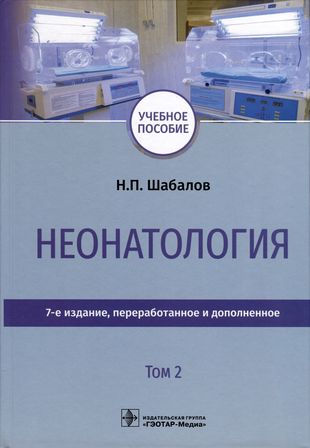 УЧЕБНОЕ
ПОСОБИЕ
Н.П. Шабалов
НЕОНАТОЛОГИЯ
7-е издание, переработанное и дополненное
Том 2
ИЗДАТЕЛЬСКАЯ ГРУППА
«ГЭОТАР-Медиа»